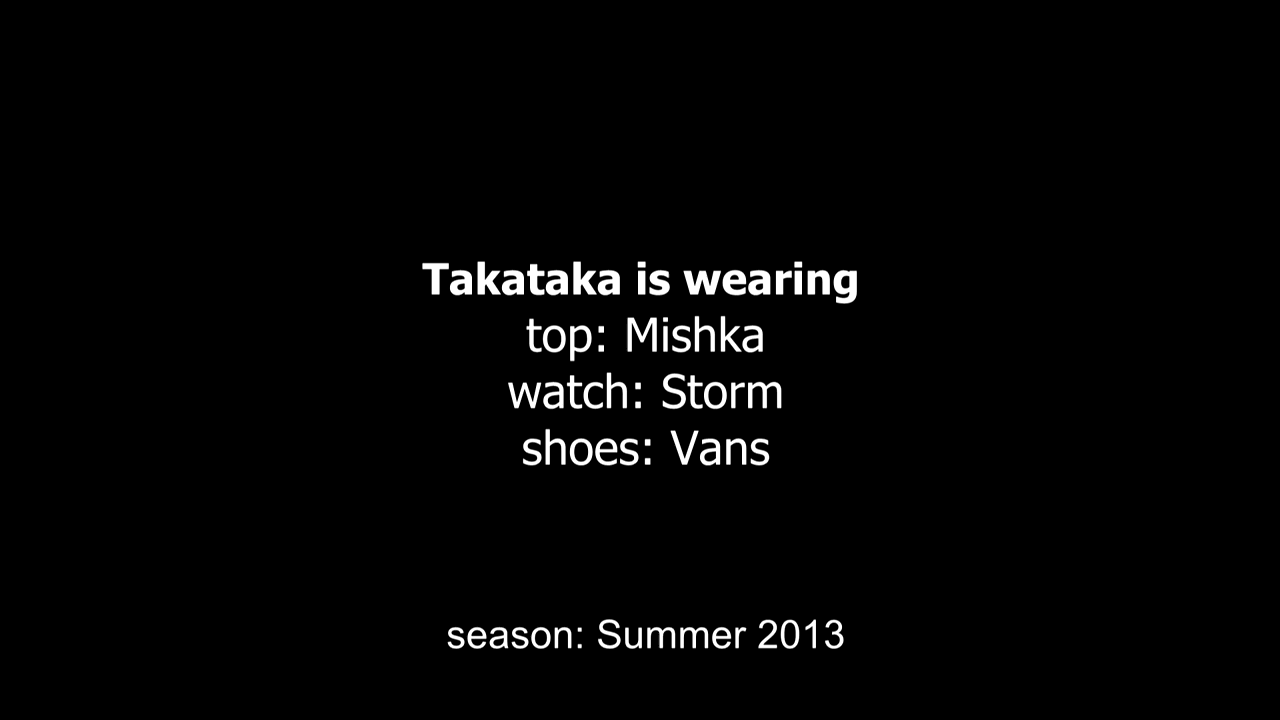 Takataka is wearing
top: Mishka
watch: Storm
shoes: Vans
season: Summer 2013